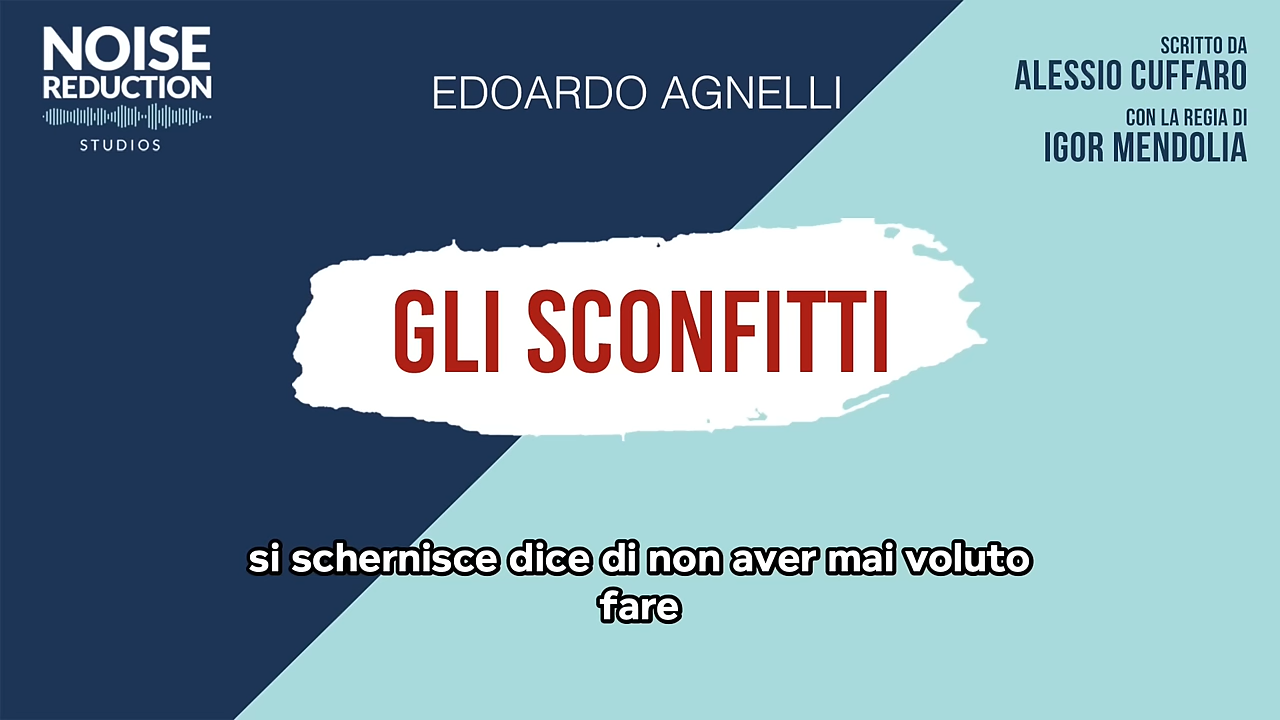 NOISE
REDUCTION
STUDIOS
EDOARDO AGNELLI
SCRITTO DA
ALESSIO CUFFARO
CON LA REGIA DI
IGOR MENDOLIA
GLI SCONFITTI
si schernisce dice di non aver mai voluto
fare